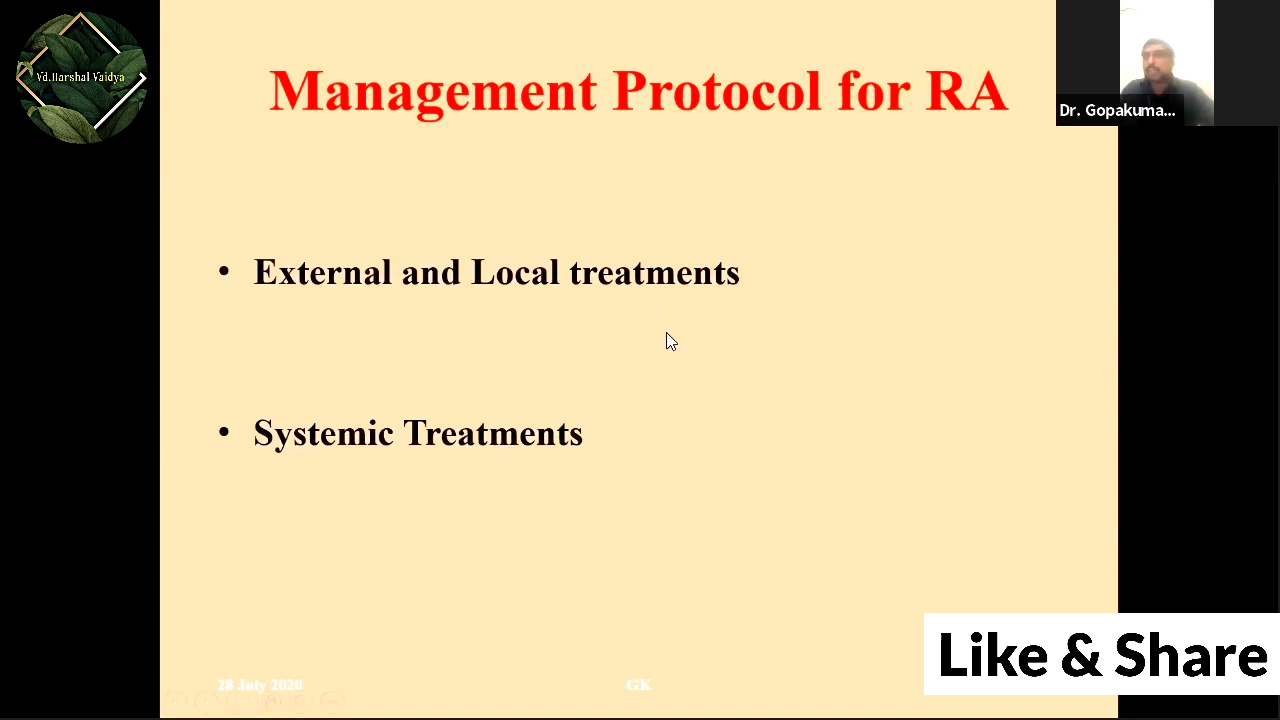 Vd.Harshal Vaidya
Management Protocol for RA
Dr. Gopakuma...
• External and Local treatments
• Systemic Treatments
Like & Share
28 July 2020
GK